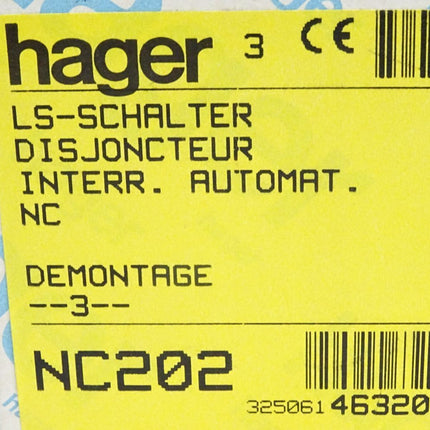 hager 3 CE
LS-SCHALTER
DISJONCTEUR
INTERR. AUTOMAT.
NC
DEMONTAGE
--3--
NC202
325061 46320